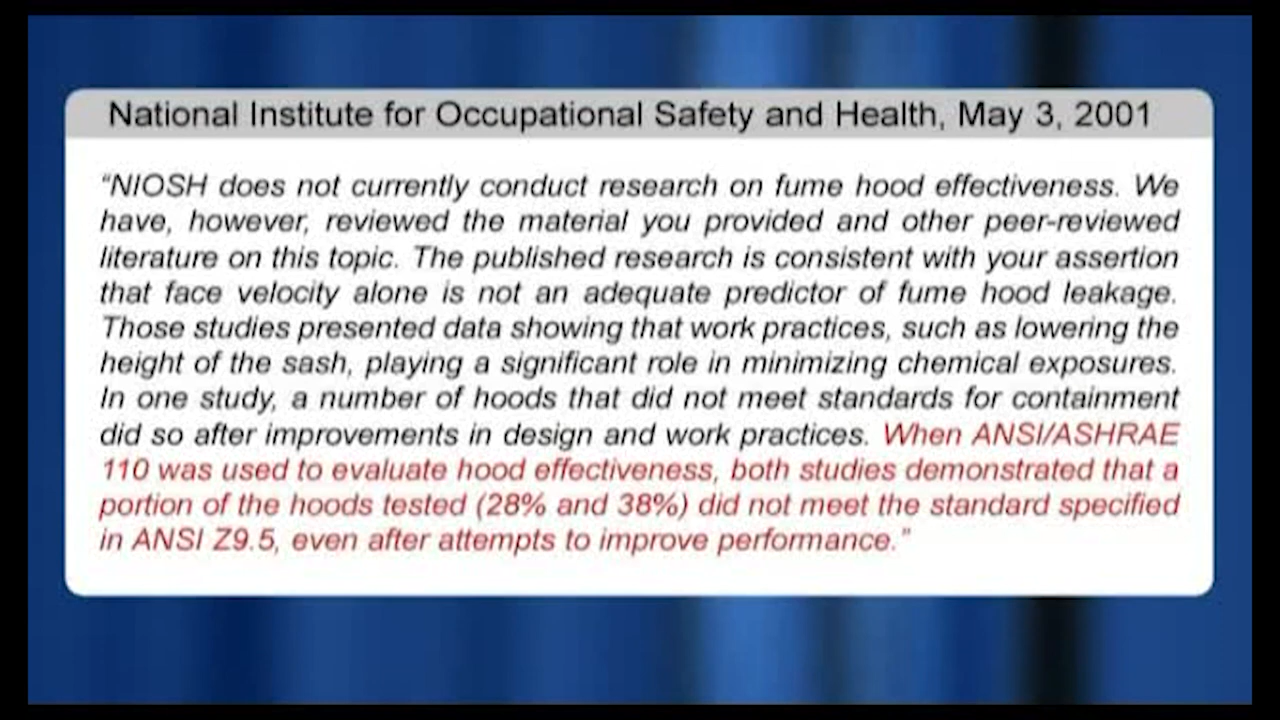 National Institute for Occupational Safety and Health, May 3, 2001
“NIOSH does not currently conduct research on fume hood effectiveness. We
have, however, reviewed the material you provided and other peer-reviewed
literature on this topic. The published research is consistent with your assertion
that face velocity alone is not an adequate predictor of fume hood leakage.
Those studies presented data showing that work practices, such as lowering the
height of the sash, playing a significant role in minimizing chemical exposures.
In one study, a number of hoods that did not meet standards for containment
did so after improvements in design and work practices. When ANSI/ASHRAE
110 was used to evaluate hood effectiveness, both studies demonstrated that a
portion of the hoods tested (28% and 38%) did not meet the standard specified
in ANSI Z9.5, even after attempts to improve performance.”